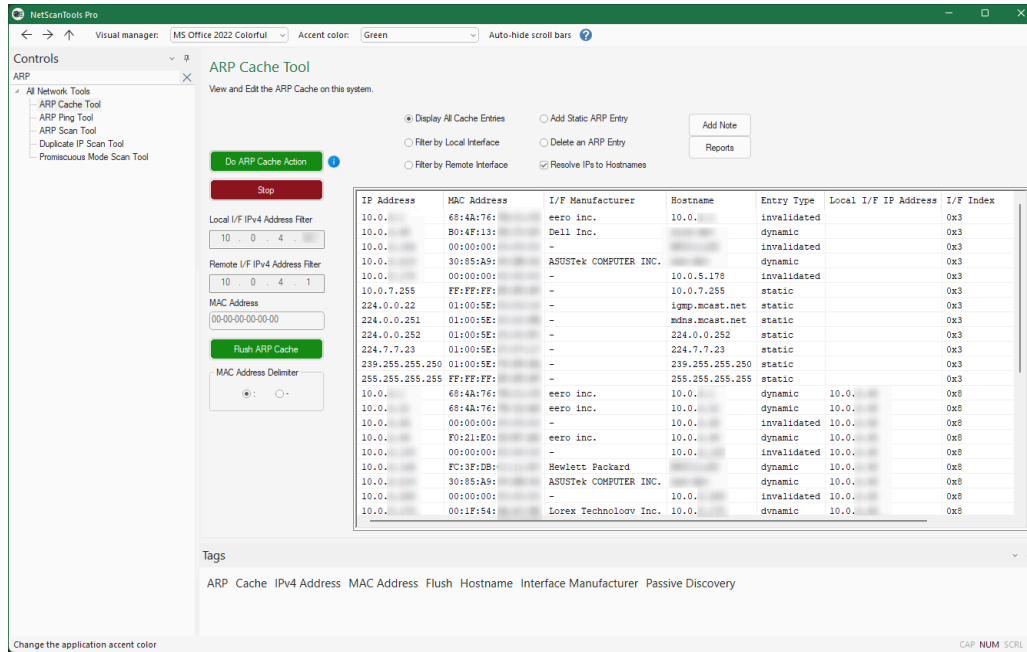 NetScanTools Pro
Visual manager: MS Office 2022 Colorful Accent color: Green Auto-hide scroll bars ?
Controls
ARP
All Network Tools
ARP Cache Tool
ARP Ping Tool
ARP Scan Tool
Duplicate IP Scan Tool
Promiscuous Mode Scan Tool
ARP Cache Tool
View and Edit the ARP Cache on this system.
Display All Cache Entries Add Static ARP Entry Add Note
Filter by Local Interface Delete an ARP Entry Reports
Do ARP Cache Action i Filter by Remote Interface Resolve IPs to Hostnames
Stop
Local I/F IPv4 Address Filter
10 . 0 . 4 .
Remote I/F IPv4 Address Filter
10 . 0 . 4 . 1
MAC Address
00-00-00-00-00-00
Flush ARP Cache
MAC Address Delimiter
: -
IP Address MAC Address I/F Manufacturer Hostname Entry Type Local I/F IP Address I/F Index
10.0. 68:4A:76: eero inc. 10.0. invalidated 0x3
10.0. B0:4F:13: Dell Inc. dynamic 0x3
10.0. 00:00:00: - invalidated 0x3
10.0. 30:85:A9: ASUSTek COMPUTER INC. dynamic 0x3
10.0. 00:00:00: - 10.0.5.178 invalidated 0x3
10.0.7.255 FF:FF:FF: - 10.0.7.255 static 0x3
224.0.0.22 01:00:5E: - igmp.mcast.net static 0x3
224.0.0.251 01:00:5E: - mdns.mcast.net static 0x3
224.0.0.252 01:00:5E: - 224.0.0.252 static 0x3
224.7.7.23 01:00:5E: - 224.7.7.23 static 0x3
239.255.255.250 01:00:5E: - 239.255.255.250 static 0x3
255.255.255.255 FF:FF:FF: - 255.255.255.255 static 0x3
10.0. 68:4A:76: eero inc. 10.0. dynamic 10.0. 0x8
10.0. 68:4A:76: eero inc. 10.0. dynamic 10.0. 0x8
10.0. 00:00:00: - 10.0. invalidated 10.0. 0x8
10.0. F0:21:E0: eero inc. 10.0. dynamic 10.0. 0x8
10.0. 00:00:00: - 10.0. invalidated 10.0. 0x8
10.0. FC:3F:DB: Hewlett Packard dynamic 10.0. 0x8
10.0. 30:85:A9: ASUSTek COMPUTER INC. dynamic 10.0. 0x8
10.0. 00:00:00: - 10.0. invalidated 10.0. 0x8
10.0. 00:1F:54: Lorex Technology Inc. 10.0. dynamic 10.0. 0x8
Tags
ARP Cache IPv4 Address MAC Address Flush Hostname Interface Manufacturer Passive Discovery
Change the application accent color CAP NUM SCRL